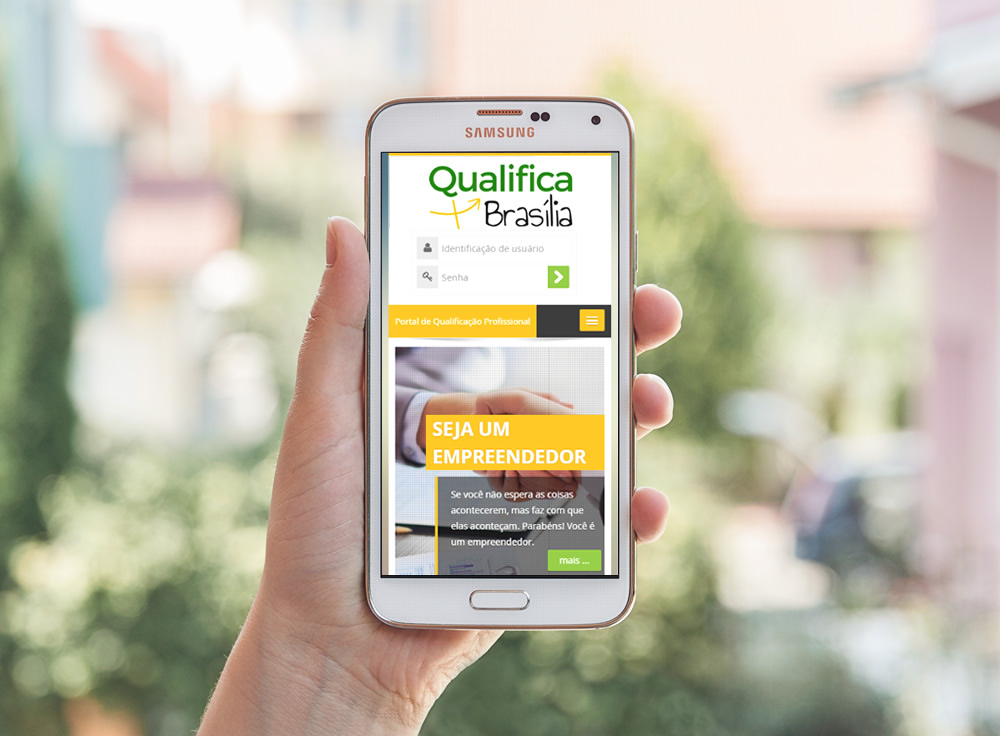 SAMSUNG
Qualifica
+ Brasília
Identificação de usuário
Senha
Portal de Qualificação Profissional
SEJA UM
EMPREENDEDOR
Se você não espera as coisas
acontecerem, mas faz com que
elas aconteçam. Parabéns! Você é
um empreendedor.
mais ...